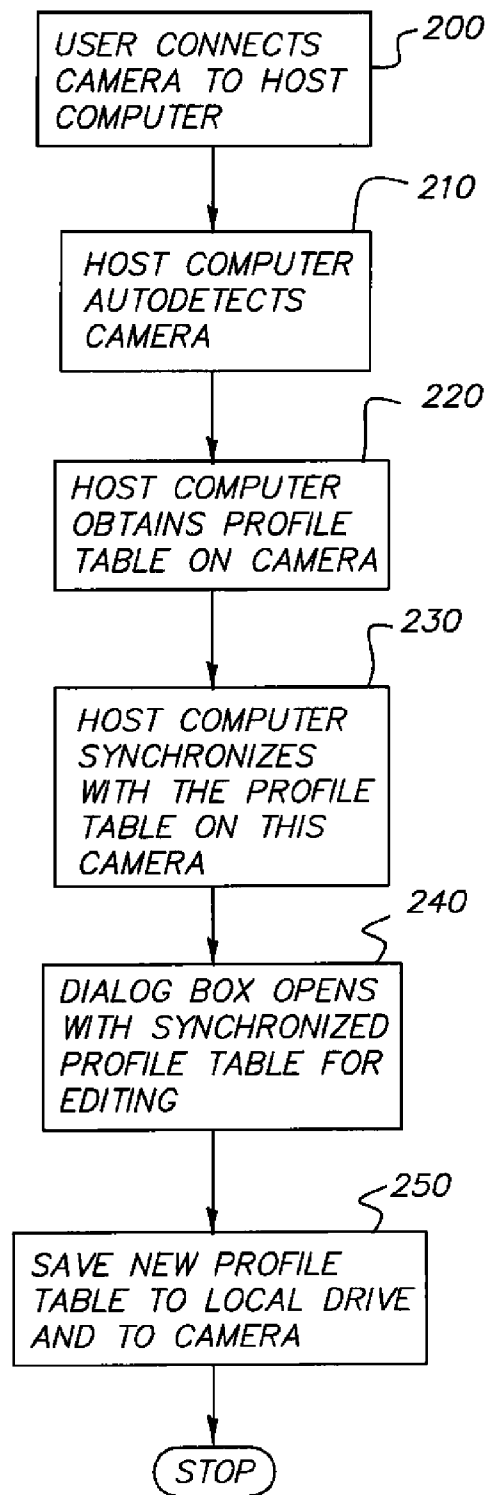 USER CONNECTS
CAMERA TO HOST
COMPUTER
200
HOST COMPUTER
AUTODETECTS
CAMERA
210
HOST COMPUTER
OBTAINS PROFILE
TABLE ON CAMERA
220
HOST COMPUTER
SYNCHRONIZES
WITH THE PROFILE
TABLE ON THIS
CAMERA
230
DIALOG BOX OPENS
WITH SYNCHRONIZED
PROFILE TABLE FOR
EDITING
240
SAVE NEW PROFILE
TABLE TO LOCAL DRIVE
AND TO CAMERA
250
STOP